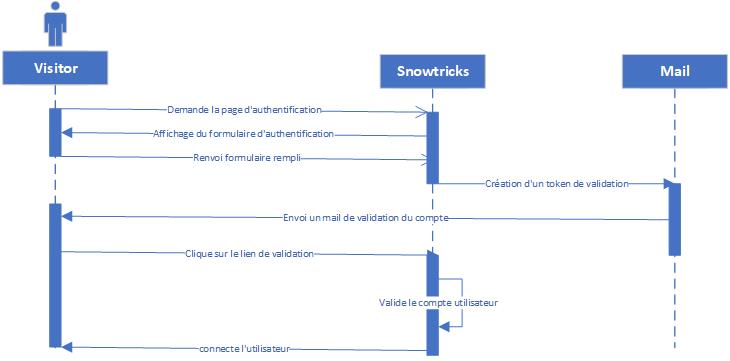 Visitor
Snowtricks
Mail
Demande la page d'authentification
Affichage du formulaire d'authentification
Renvoi formulaire rempli
Création d'un token de validation
Envoi un mail de validation du compte
Clique sur le lien de validation
Valide le compte utilisateur
connecte l'utilisateur